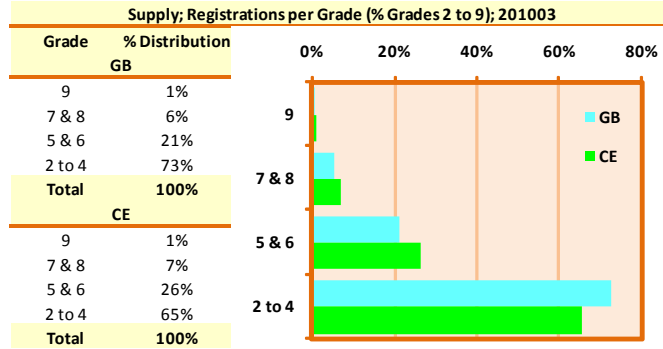 Supply; Registrations per Grade (% Grades 2 to 9); 201003
Grade % Distribution
GB
9 1%
7 & 8 6%
5 & 6 21%
2 to 4 73%
Total 100%
CE
9 1%
7 & 8 7%
5 & 6 26%
2 to 4 65%
Total 100%
0% 20% 40% 60% 80%
9
7 & 8
5 & 6
2 to 4
GB
CE